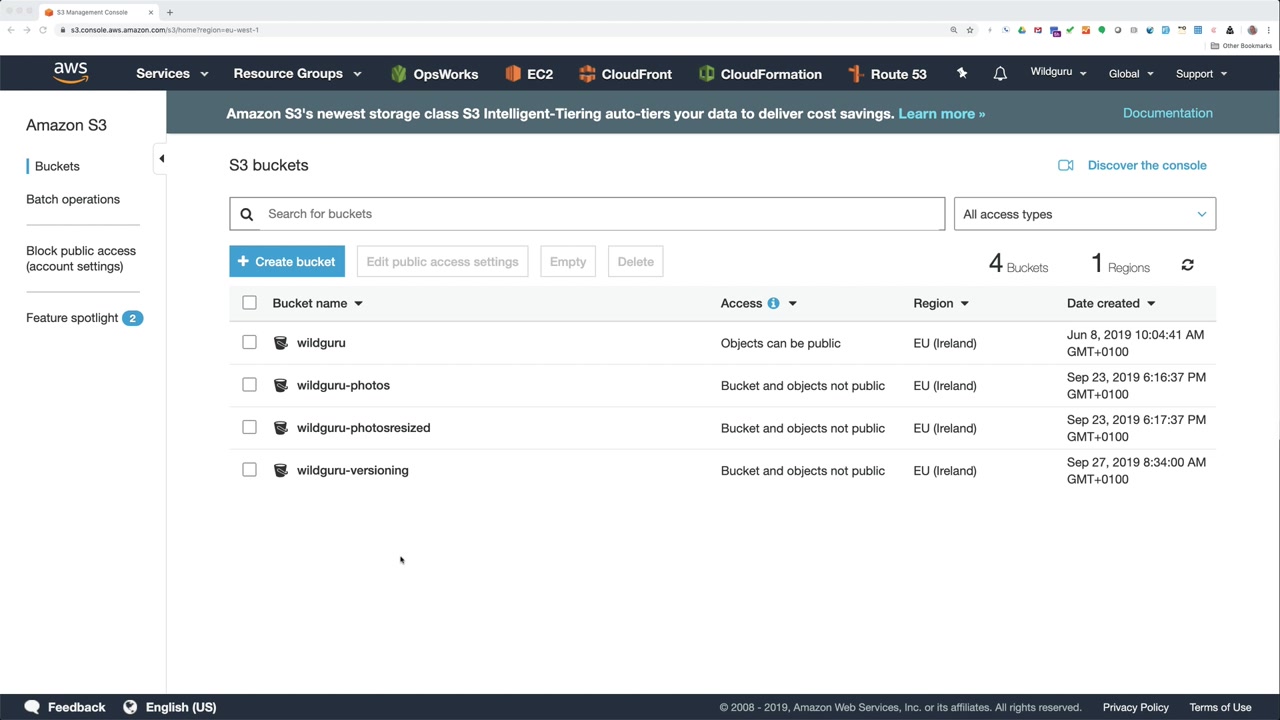 S3 Management Console
s3.console.aws.amazon.com/s3/home?region=eu-west-1
Other Bookmarks
aws
Services
Resource Groups
OpsWorks
EC2
CloudFront
CloudFormation
Route 53
Wildguru
Global
Support
Amazon S3's newest storage class S3 Intelligent-Tiering auto-tiers your data to deliver cost savings. Learn more »
Documentation
Amazon S3
Buckets
Batch operations
Block public access
(account settings)
Feature spotlight 2
S3 buckets
Discover the console
Search for buckets
All access types
+ Create bucket
Edit public access settings
Empty
Delete
4 Buckets
1 Regions
Bucket name
Access
Region
Date created
wildguru
Objects can be public
EU (Ireland)
Jun 8, 2019 10:04:41 AM
GMT+0100
wildguru-photos
Bucket and objects not public
EU (Ireland)
Sep 23, 2019 6:16:37 PM
GMT+0100
wildguru-photosresized
Bucket and objects not public
EU (Ireland)
Sep 23, 2019 6:17:37 PM
GMT+0100
wildguru-versioning
Bucket and objects not public
EU (Ireland)
Sep 27, 2019 8:34:00 AM
GMT+0100
Feedback
English (US)
© 2008 - 2019, Amazon Web Services, Inc. or its affiliates. All rights reserved.
Privacy Policy
Terms of Use